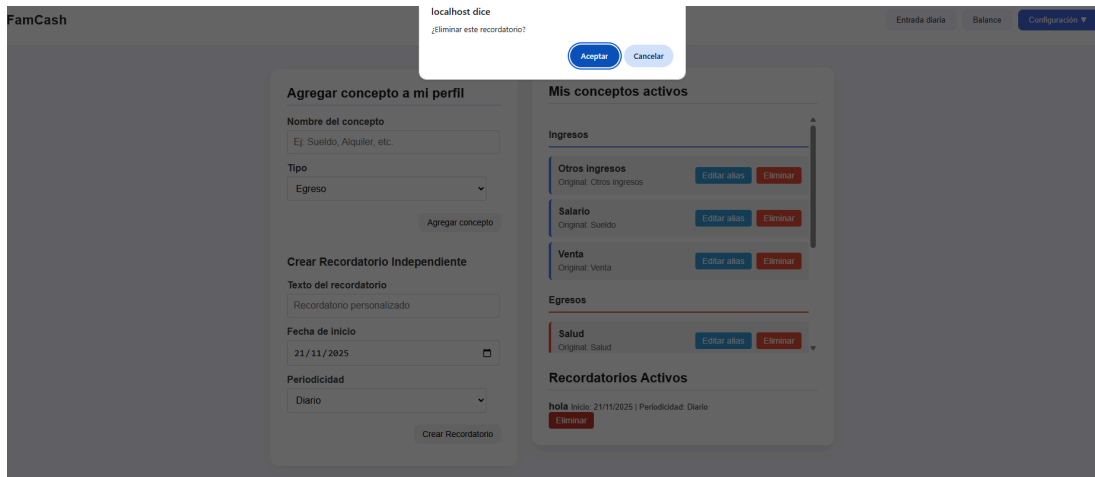 localhost dice
¿Eliminar este recordatorio?
Aceptar Cancelar
FamCash
Entrada diaria Balance Configuración ▼
Agregar concepto a mi perfil
Nombre del concepto
Ej: Sueldo, Alquiler, etc.
Tipo
Egreso
Agregar concepto
Crear Recordatorio Independiente
Texto del recordatorio
Recordatorio personalizado
Fecha de inicio
21/11/2025
Periodicidad
Diario
Crear Recordatorio
Mis conceptos activos
Ingresos
Otros ingresos
Original: Otros ingresos
Editar alias Eliminar
Salario
Original: Sueldo
Editar alias Eliminar
Venta
Original: Venta
Editar alias Eliminar
Egresos
Salud
Original: Salud
Editar alias Eliminar
Recordatorios Activos
hola Inicio: 21/11/2025 | Periodicidad: Diario
Eliminar